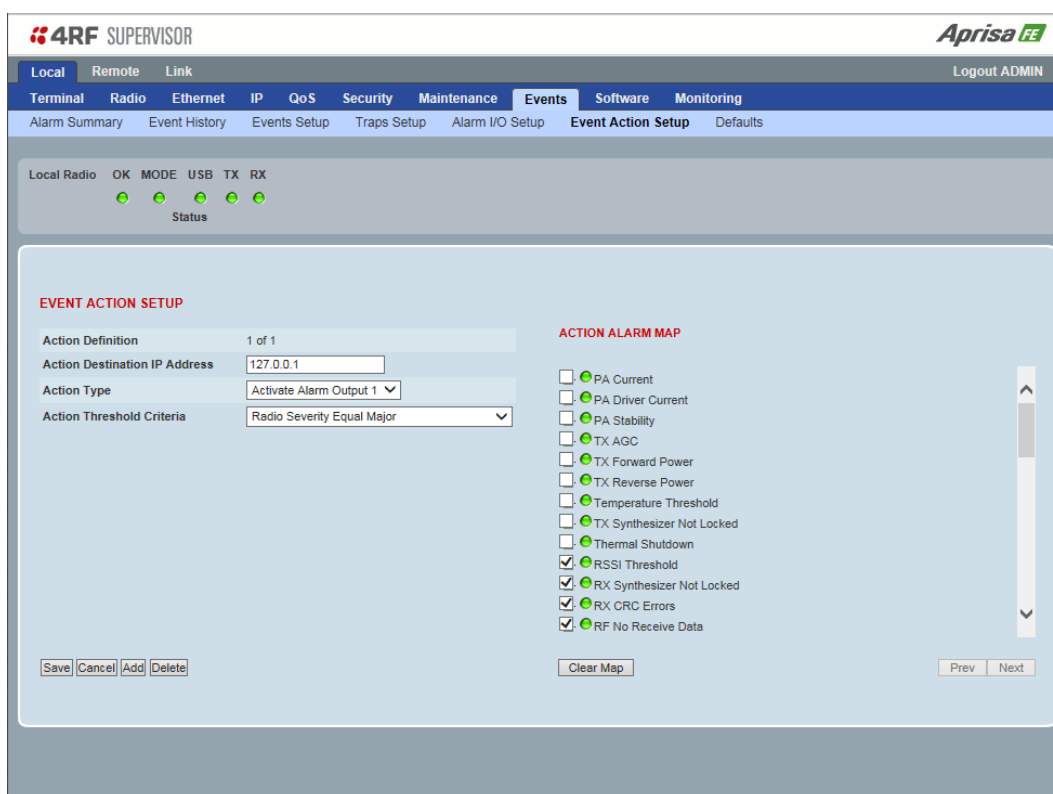 4RF SUPERVISOR
Aprisa FE
Local Remote Link Logout ADMIN
Terminal Radio Ethernet IP QoS Security Maintenance Events Software Monitoring
Alarm Summary Event History Events Setup Traps Setup Alarm I/O Setup Event Action Setup Defaults
Local Radio OK MODE USB TX RX
Status
EVENT ACTION SETUP
Action Definition 1 of 1
Action Destination IP Address 127.0.0.1
Action Type Activate Alarm Output 1
Action Threshold Criteria Radio Severity Equal Major
ACTION ALARM MAP
PA Current
PA Driver Current
PA Stability
TX AGC
TX Forward Power
TX Reverse Power
Temperature Threshold
TX Synthesizer Not Locked
Thermal Shutdown
RSSI Threshold
RX Synthesizer Not Locked
RX CRC Errors
RF No Receive Data
Save Cancel Add Delete
Clear Map
Prev Next